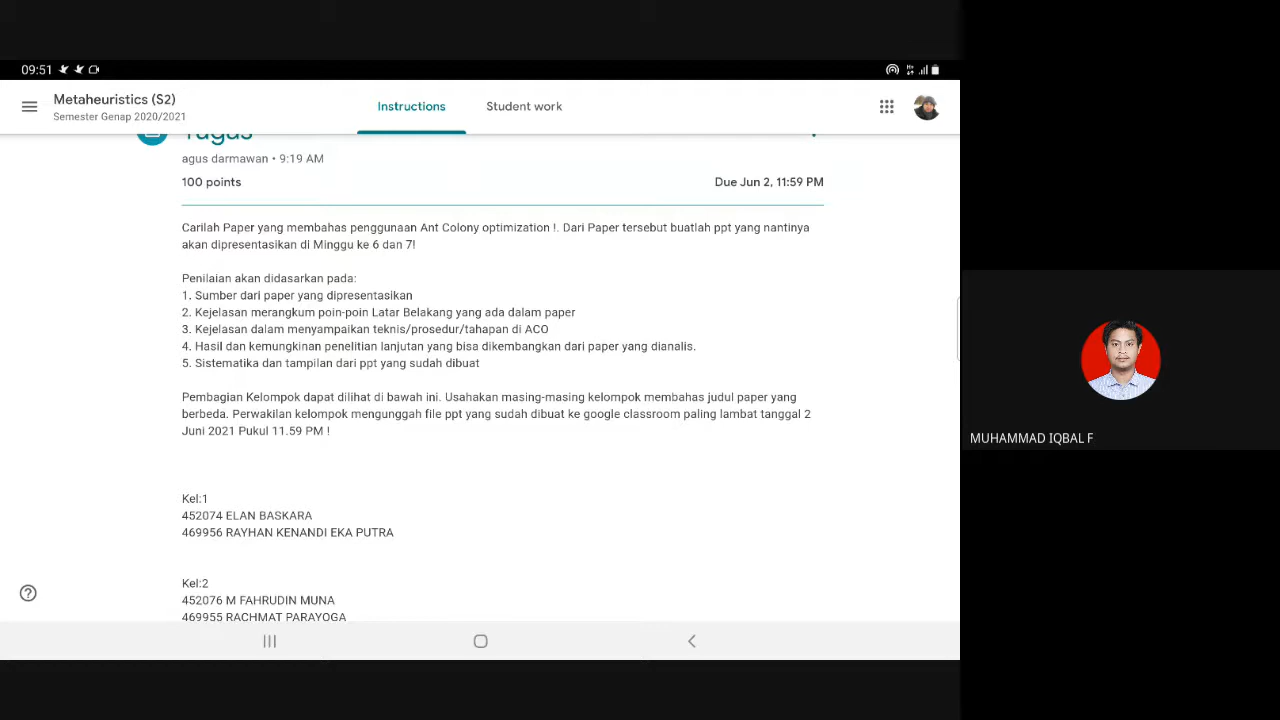 09:51
Metaheuristics (S2)
Semester Genap 2020/2021
Instructions
Student work
Tugas
agus darmawan • 9:19 AM
100 points
Due Jun 2, 11:59 PM
Carilah Paper yang membahas penggunaan Ant Colony optimization !. Dari Paper tersebut buatlah ppt yang nantinya
akan dipresentasikan di Minggu ke 6 dan 7!
Penilaian akan didasarkan pada:
1. Sumber dari paper yang dipresentasikan
2. Kejelasan merangkum poin-poin Latar Belakang yang ada dalam paper
3. Kejelasan dalam menyampaikan teknis/prosedur/tahapan di ACO
4. Hasil dan kemungkinan penelitian lanjutan yang bisa dikembangkan dari paper yang dianalis.
5. Sistematika dan tampilan dari ppt yang sudah dibuat
Pembagian Kelompok dapat dilihat di bawah ini. Usahakan masing-masing kelompok membahas judul paper yang
berbeda. Perwakilan kelompok mengunggah file ppt yang sudah dibuat ke google classroom paling lambat tanggal 2
Juni 2021 Pukul 11.59 PM !
Kel:1
452074 ELAN BASKARA
469956 RAYHAN KENANDI EKA PUTRA
Kel:2
452076 M FAHRUDIN MUNA
469955 RACHMAT PARAYOGA
MUHAMMAD IQBAL F